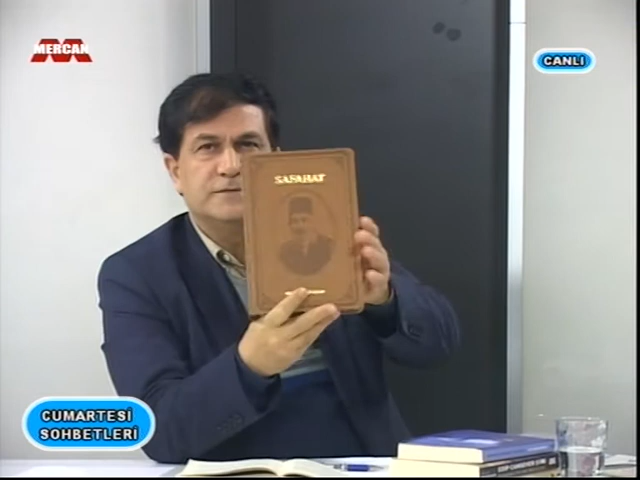 MERCAN
CANLI
SAFAHAT
CUMARTESİ
SOHBETLERİ